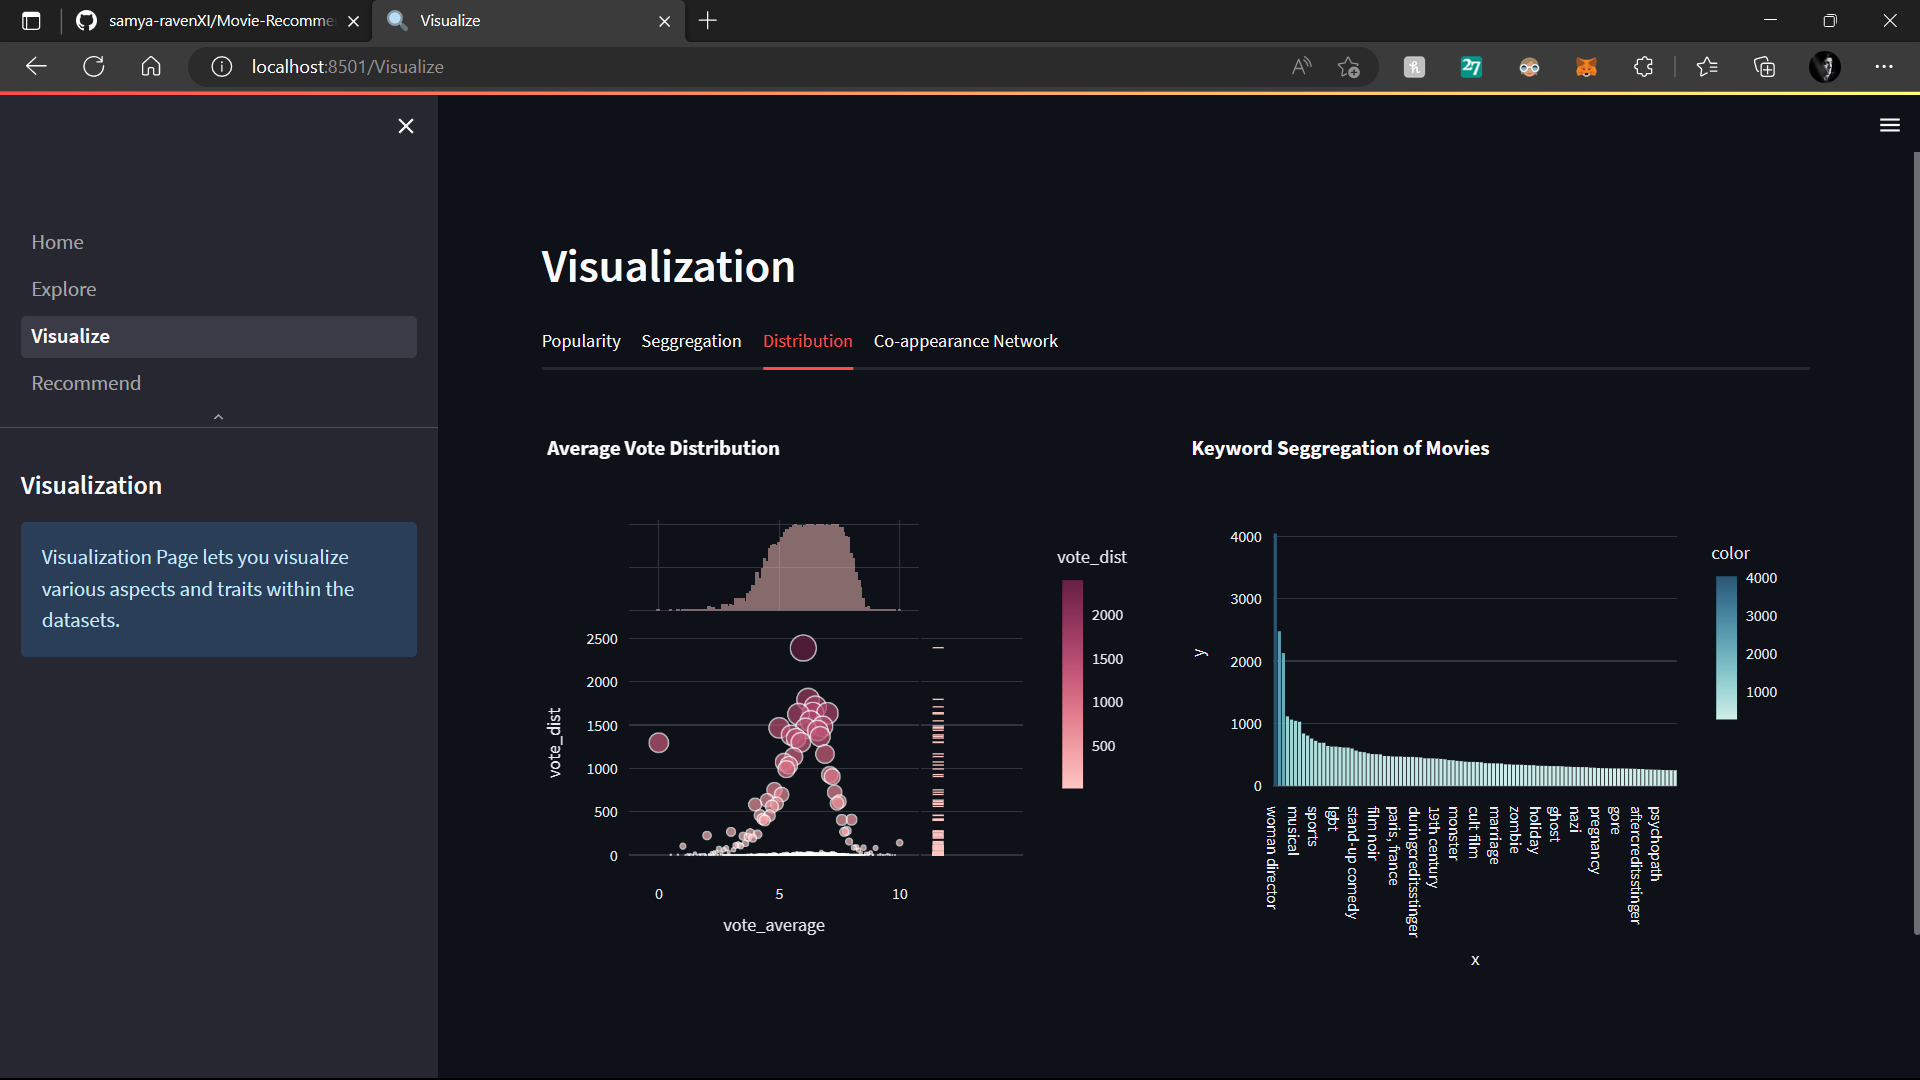 samya-ravenXI/Movie-Recomme
Visualize
localhost:8501/Visualize
27
Home
Explore
Visualize
Recommend
Visualization
Visualization Page lets you visualize
various aspects and traits within the
datasets.
Visualization
Popularity Seggregation Distribution Co-appearance Network
Average Vote Distribution
2500
2000
1500
1000
500
0
vote_dist
0 5 10
vote_average
vote_dist
2000
1500
1000
500
Keyword Seggregation of Movies
4000
3000
2000
1000
0
y
woman director
musical
sports
lgbt
stand-up comedy
film noir
paris, france
duringcreditsstinger
19th century
monster
cult film
marriage
zombie
holiday
ghost
nazi
pregnancy
gore
aftercreditsstinger
psychopath
x
color
4000
3000
2000
1000